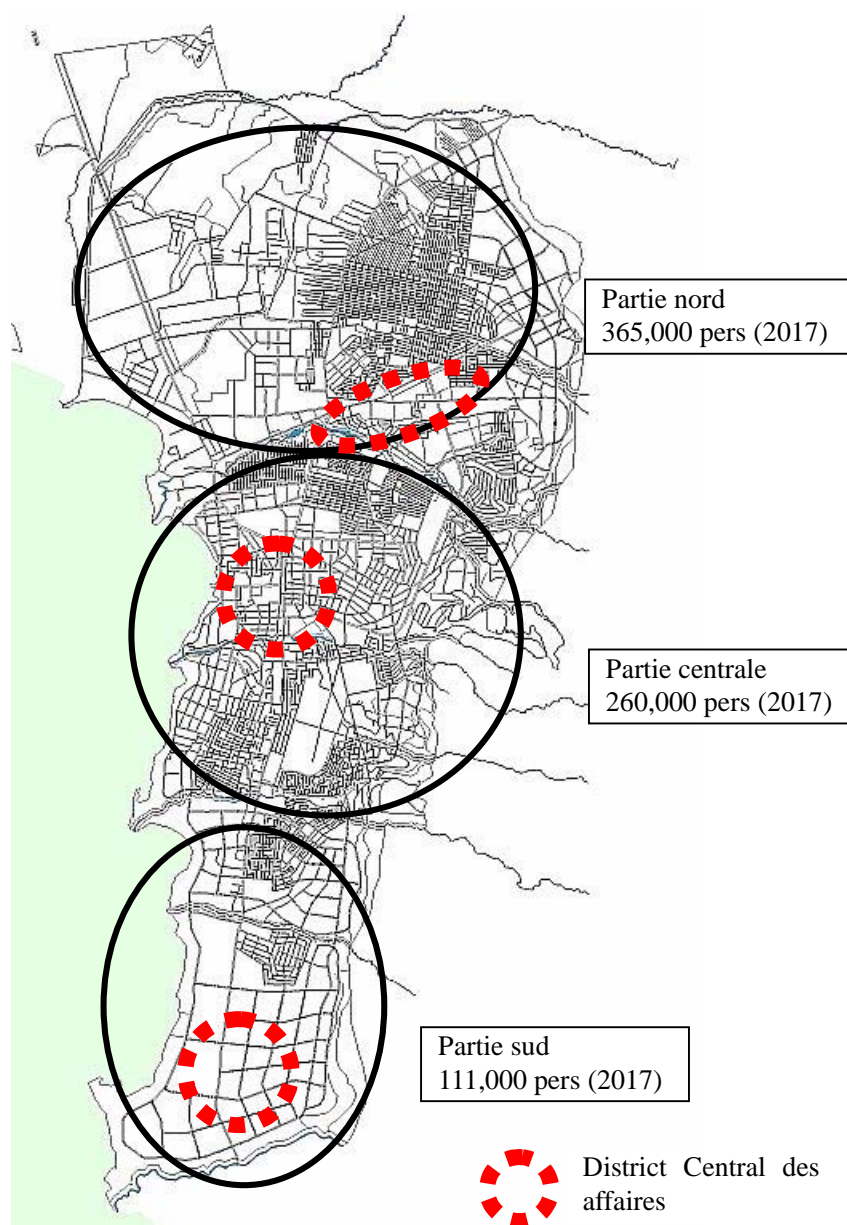 Partie nord
365,000 pers (2017)
Partie centrale
260,000 pers (2017)
Partie sud
111,000 pers (2017)
District Central des
affaires